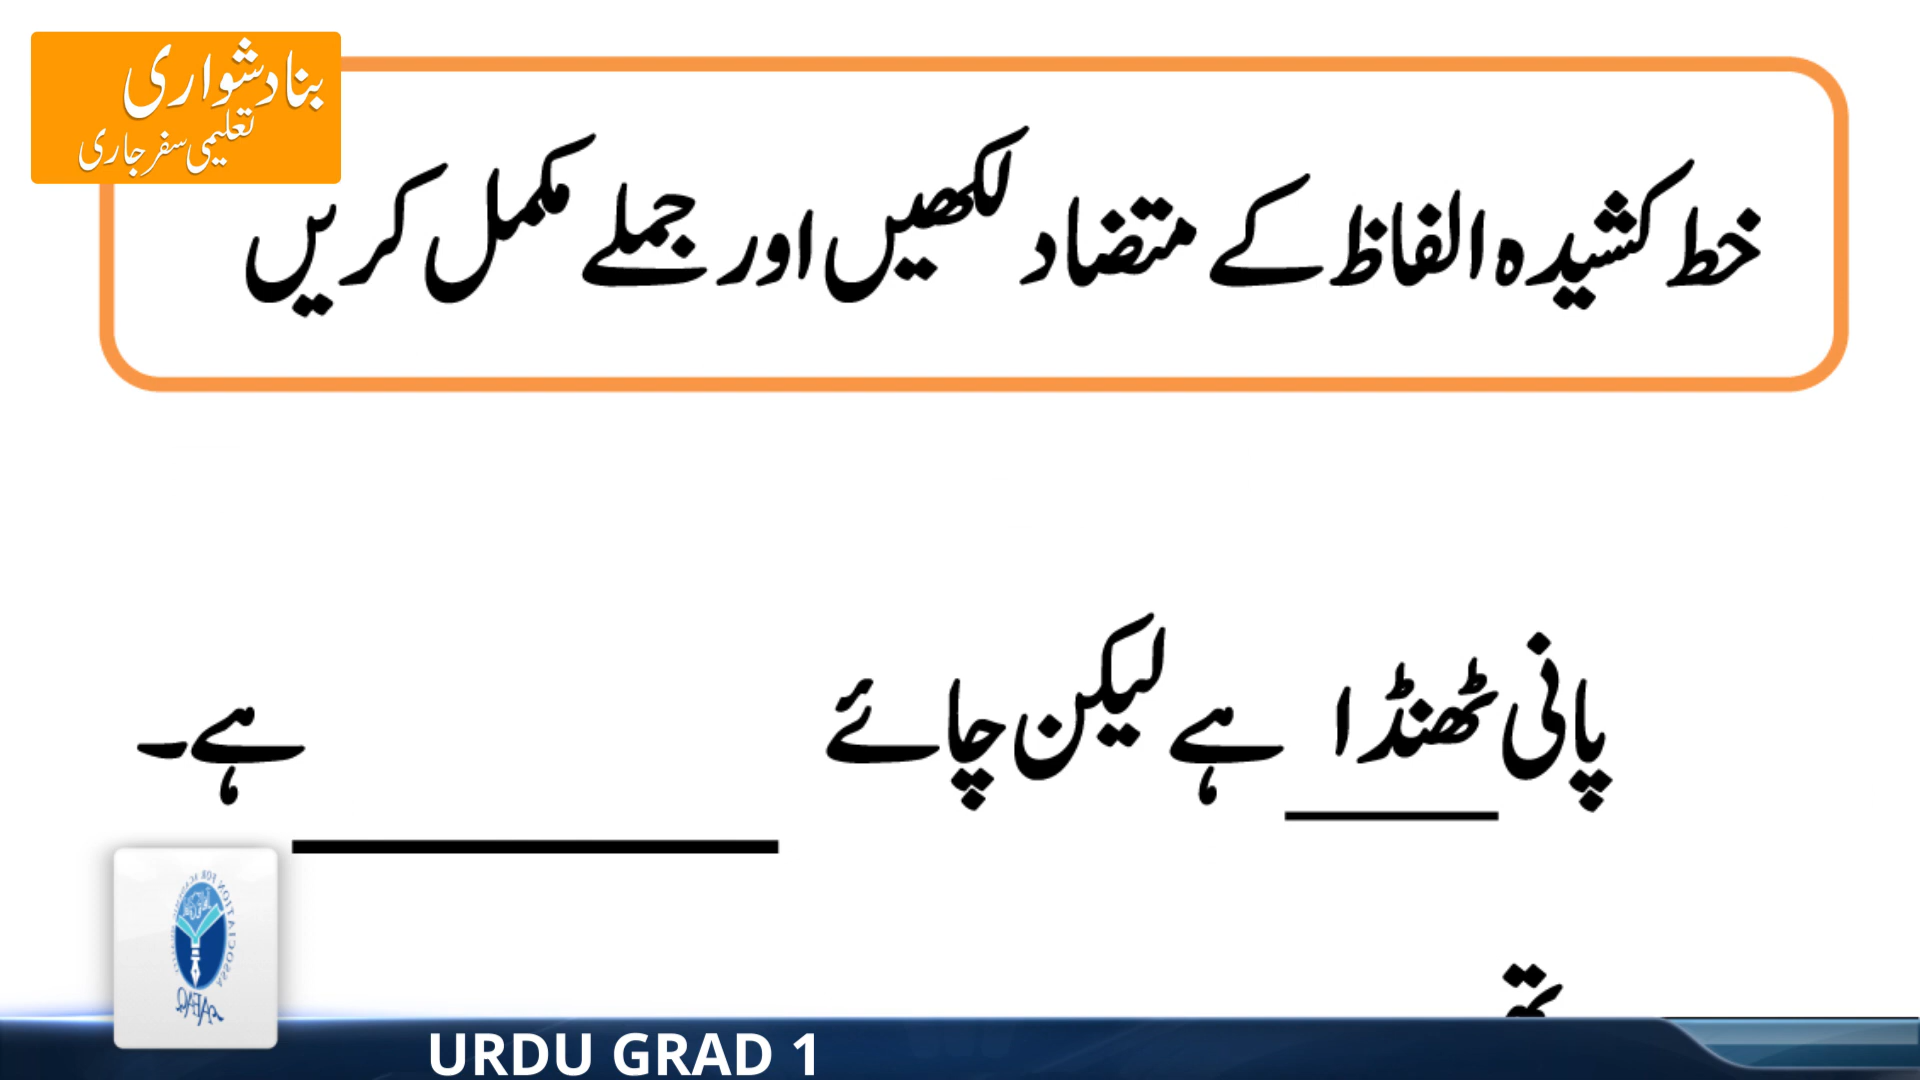 بنا دشواری
تعلیمی سفر جاری
خط کشیدہ الفاظ کے متضاد لکھیں اور جملے مکمل کریں
پانی ٹھنڈا ہے لیکن چائے __________ ہے۔
URDU GRAD 1